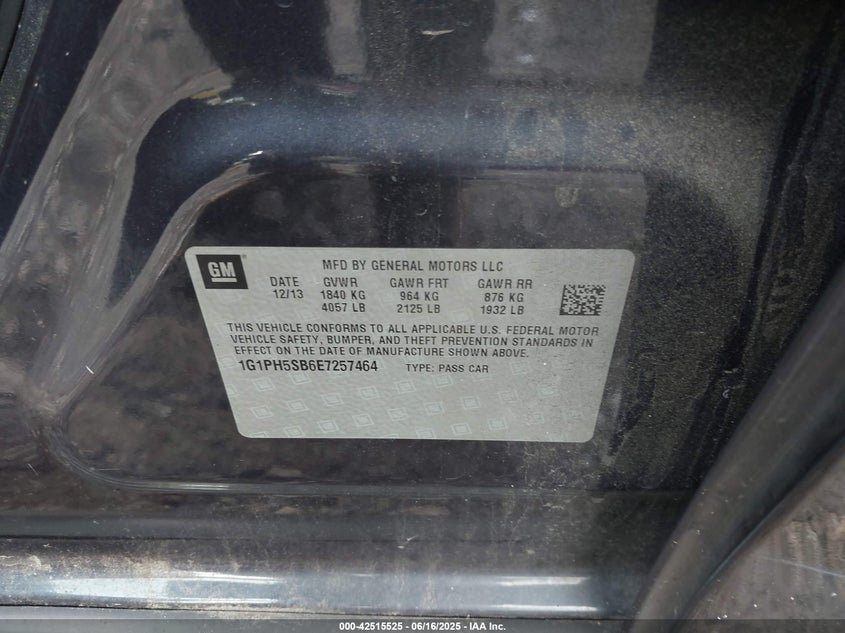 GM
MFD BY GENERAL MOTORS LLC
DATE GVWR GAWR FRT GAWR RR
12/13 1840 KG 964 KG 876 KG
4057 LB 2125 LB 1932 LB
THIS VEHICLE CONFORMS TO ALL APPLICABLE U.S. FEDERAL MOTOR
VEHICLE SAFETY, BUMPER, AND THEFT PREVENTION STANDARDS IN
EFFECT ON THE DATE OF MANUFACTURE SHOWN ABOVE.
1G1PH5SB6E7257464 TYPE: PASS CAR
000-42515525 - 06/16/2025 - IAA Inc.